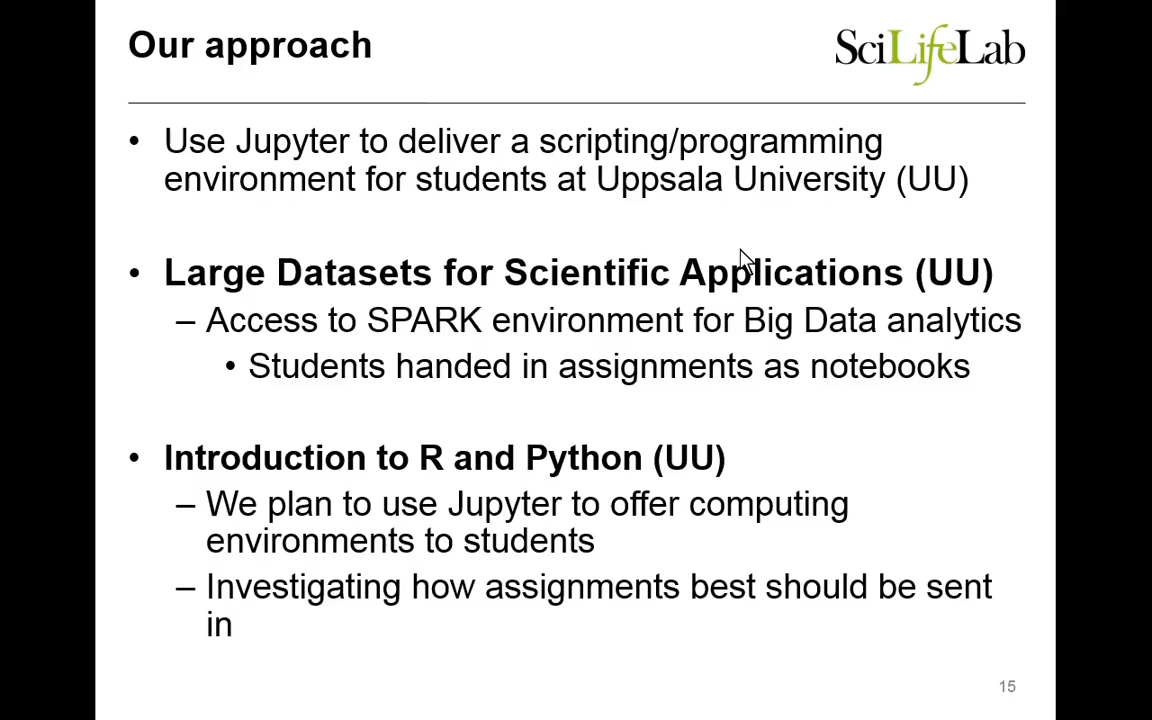 Our approach
SciLifeLab
• Use Jupyter to deliver a scripting/programming
environment for students at Uppsala University (UU)
• Large Datasets for Scientific Applications (UU)
– Access to SPARK environment for Big Data analytics
• Students handed in assignments as notebooks
• Introduction to R and Python (UU)
– We plan to use Jupyter to offer computing
environments to students
– Investigating how assignments best should be sent
in
15